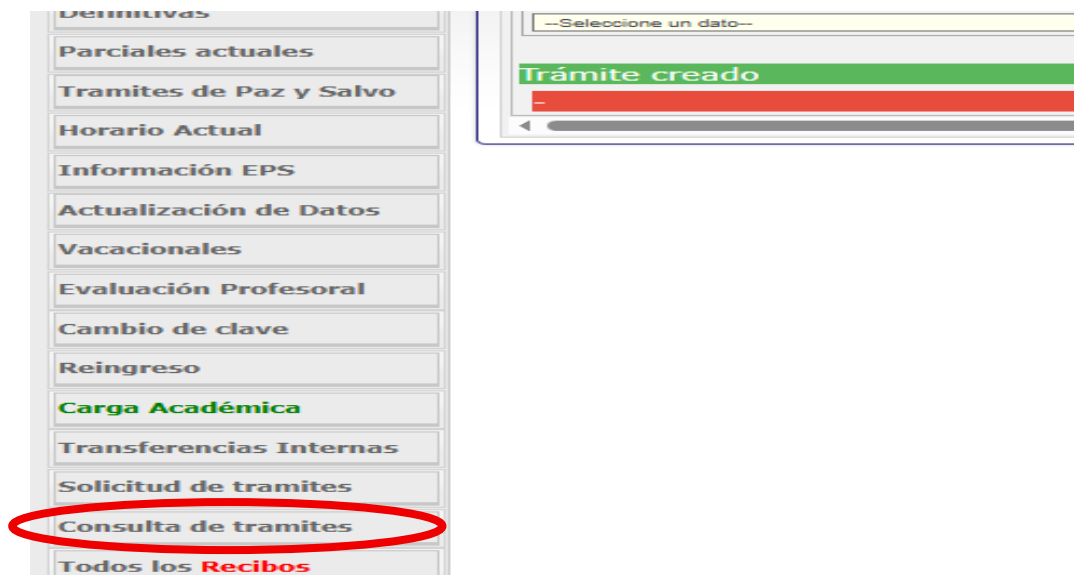 Definitivas
Parciales actuales
Tramites de Paz y Salvo
Horario Actual
Información EPS
Actualización de Datos
Vacacionales
Evaluación Profesoral
Cambio de clave
Reingreso
Carga Académica
Transferencias Internas
Solicitud de tramites
Consulta de tramites
Todos los Recibos
--Seleccione un dato--
Trámite creado
-